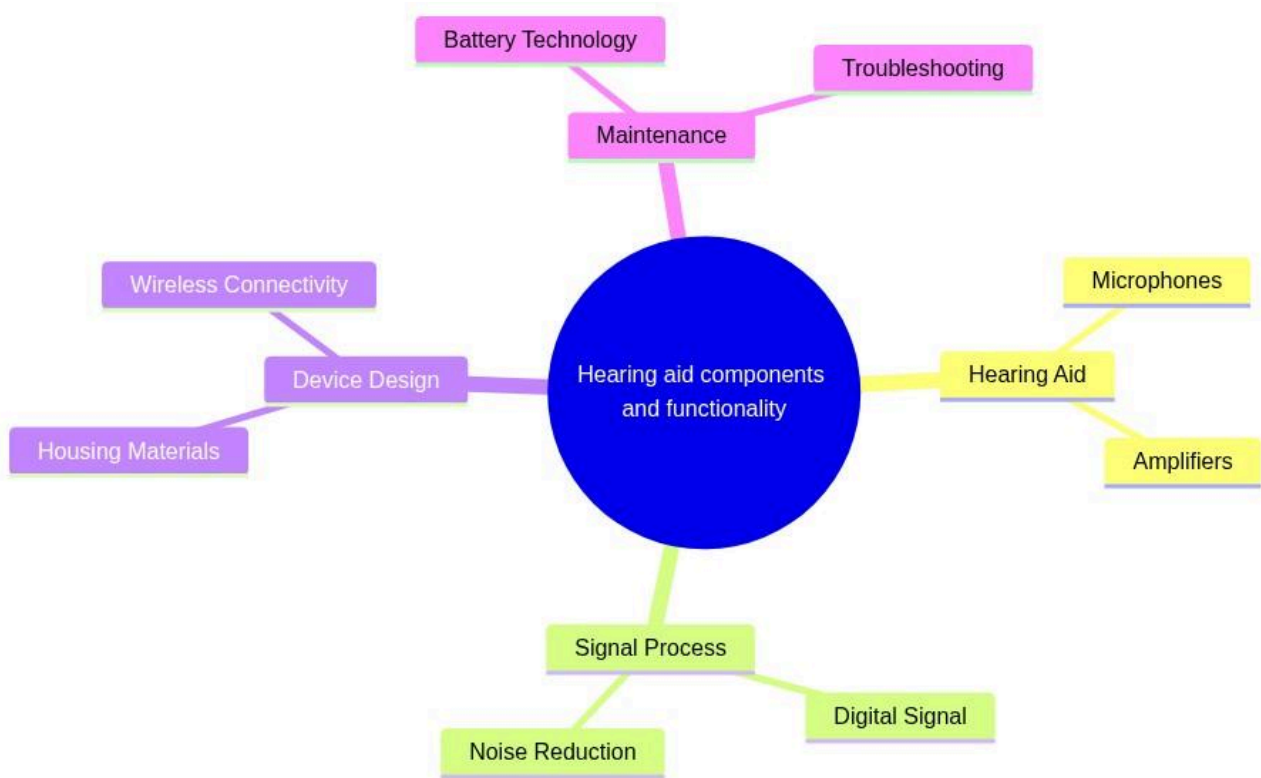 Battery Technology
Troubleshooting
Maintenance
Wireless Connectivity
Device Design
Housing Materials
Hearing aid components
and functionality
Microphones
Hearing Aid
Amplifiers
Signal Process
Digital Signal
Noise Reduction